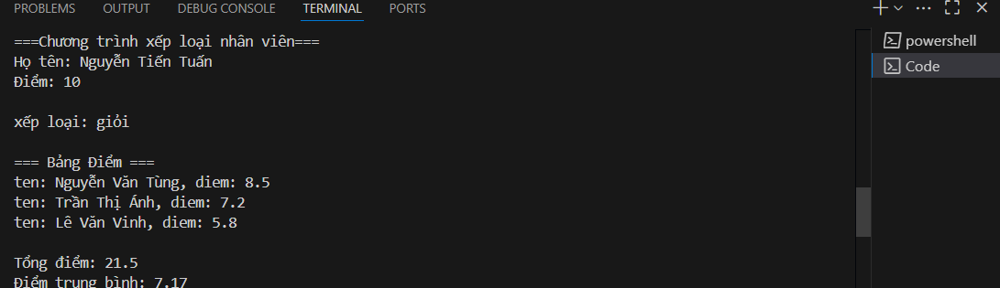 PROBLEMS OUTPUT DEBUG CONSOLE TERMINAL PORTS
===Chương trình xếp loại nhân viên===
Họ tên: Nguyễn Tiến Tuấn
Điểm: 10
xếp loại: giỏi
=== Bảng Điểm ===
ten: Nguyễn Văn Tùng, diem: 8.5
ten: Trần Thị Ánh, diem: 7.2
ten: Lê Văn Vinh, diem: 5.8
Tổng điểm: 21.5
Điểm trung bình: 7.17
powershell
Code